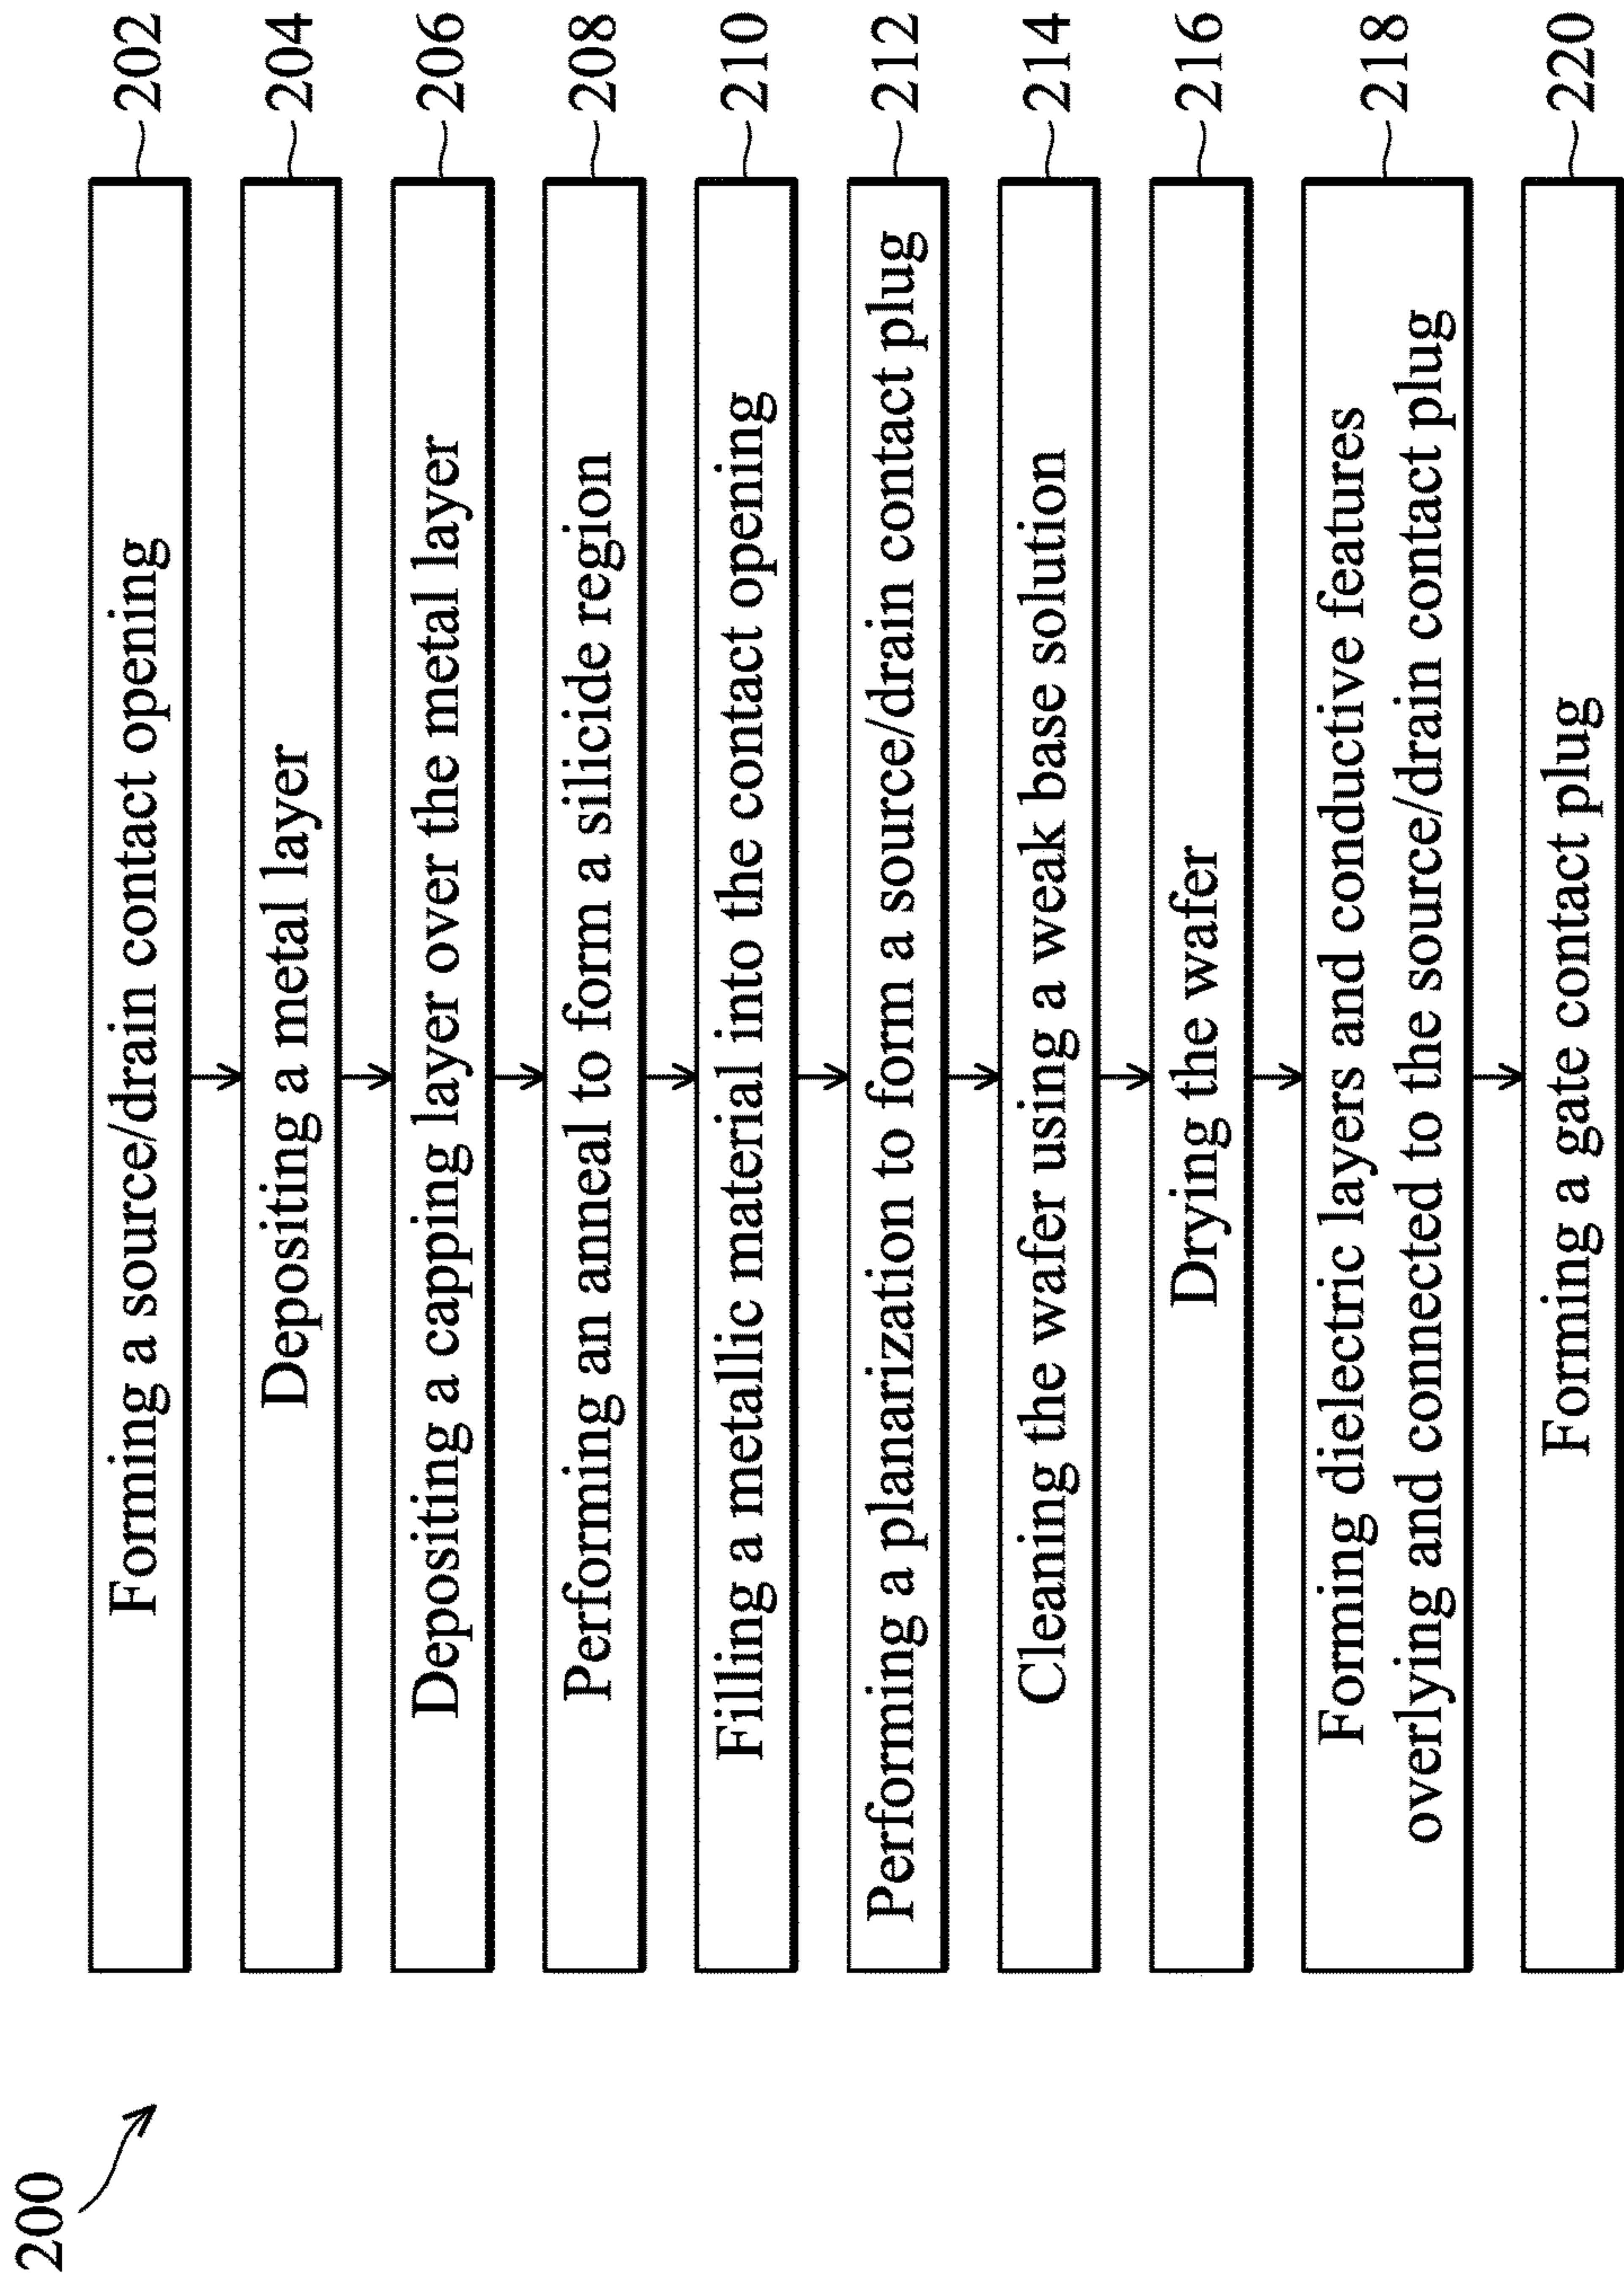 200
Forming a source/drain contact opening 202
Depositing a metal layer 204
Depositing a capping layer over the metal layer 206
Performing an anneal to form a silicide region 208
Filling a metallic material into the contact opening 210
Performing a planarization to form a source/drain contact plug 212
Cleaning the wafer using a weak base solution 214
Drying the wafer 216
Forming dielectric layers and conductive features
overlying and connected to the source/drain contact plug 218
Forming a gate contact plug 220